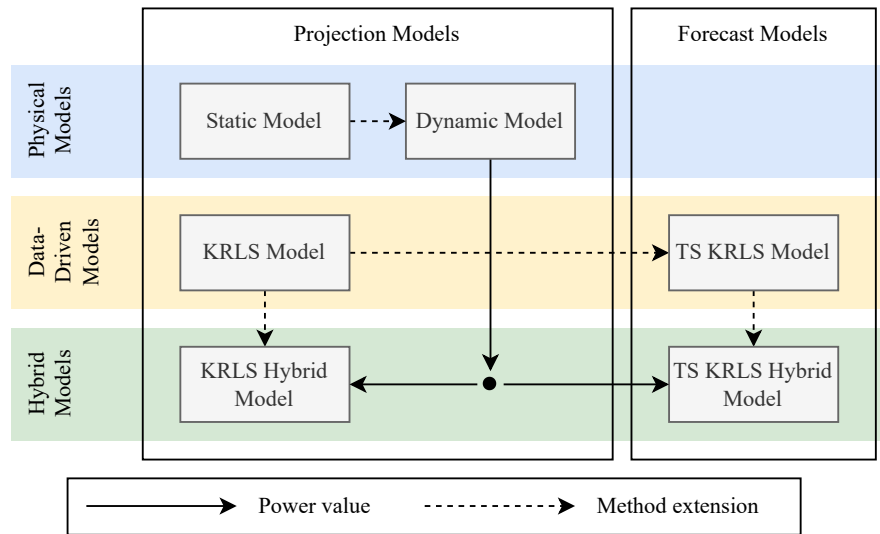 Projection Models
Forecast Models
Physical
Models
Static Model
Dynamic Model
Data-
Driven
Models
KRLS Model
TS KRLS Model
Hybrid
Models
KRLS Hybrid
Model
TS KRLS Hybrid
Model
Power value
Method extension